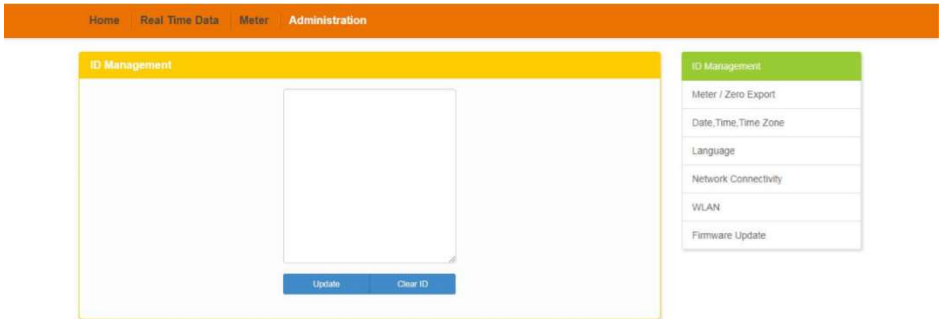 Home Real Time Data Meter Administration
ID Management
Update Clear ID
ID Management
Meter / Zero Export
Date,Time,Time Zone
Language
Network Connectivity
WLAN
Firmware Update